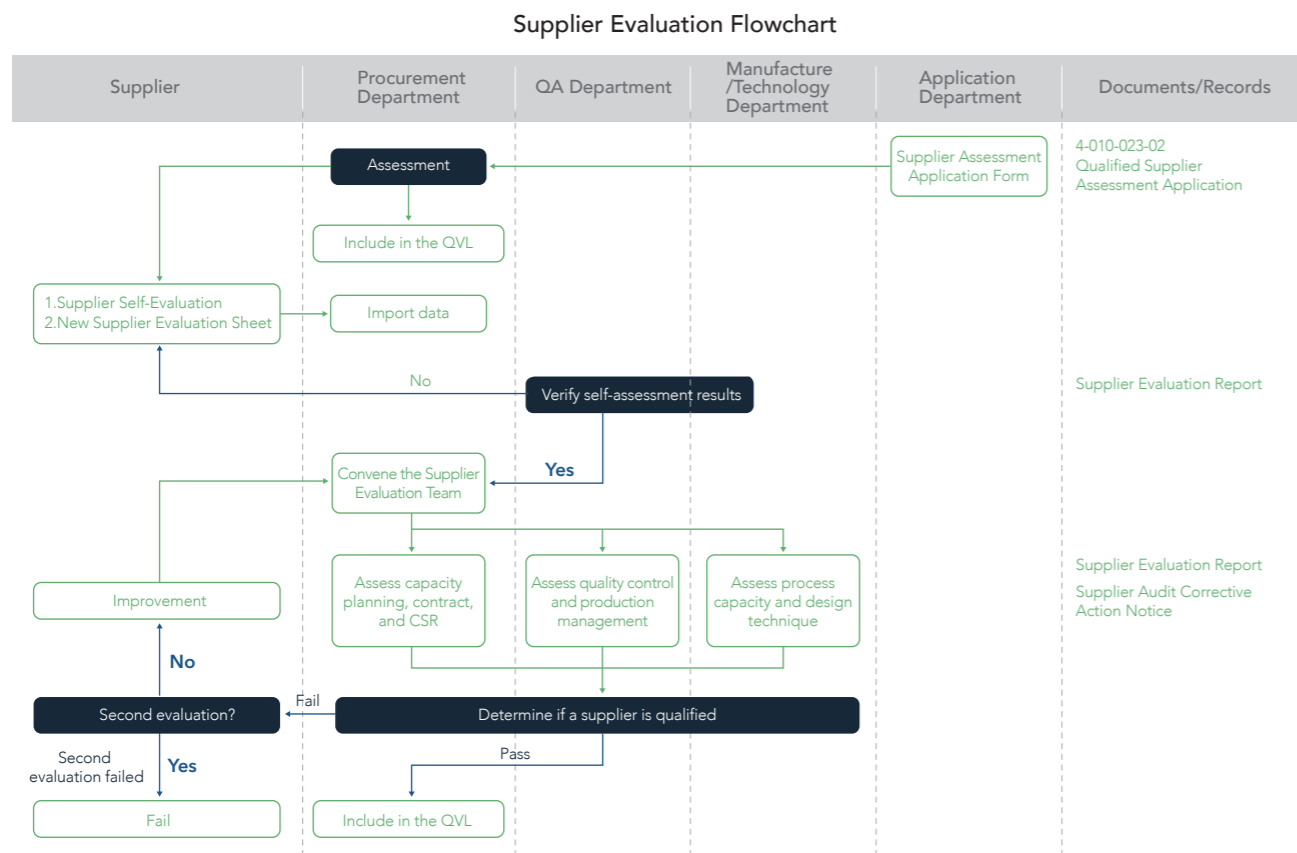 Supplier Evaluation Flowchart
Supplier
Procurement
Department
QA Department
Manufacture
/Technology
Department
Application
Department
Documents/Records
Assessment
Supplier Assessment
Application Form
4-010-023-02
Qualified Supplier
Assessment Application
Include in the QVL
1.Supplier Self-Evaluation
2.New Supplier Evaluation Sheet
Import data
No
Verify self-assessment results
Supplier Evaluation Report
Yes
Convene the Supplier
Evaluation Team
Improvement
Assess capacity
planning, contract,
and CSR
Assess quality control
and production
management
Assess process
capacity and design
technique
Supplier Evaluation Report
Supplier Audit Corrective
Action Notice
No
Second evaluation?
Fail
Determine if a supplier is qualified
Second
evaluation failed
Yes
Pass
Fail
Include in the QVL